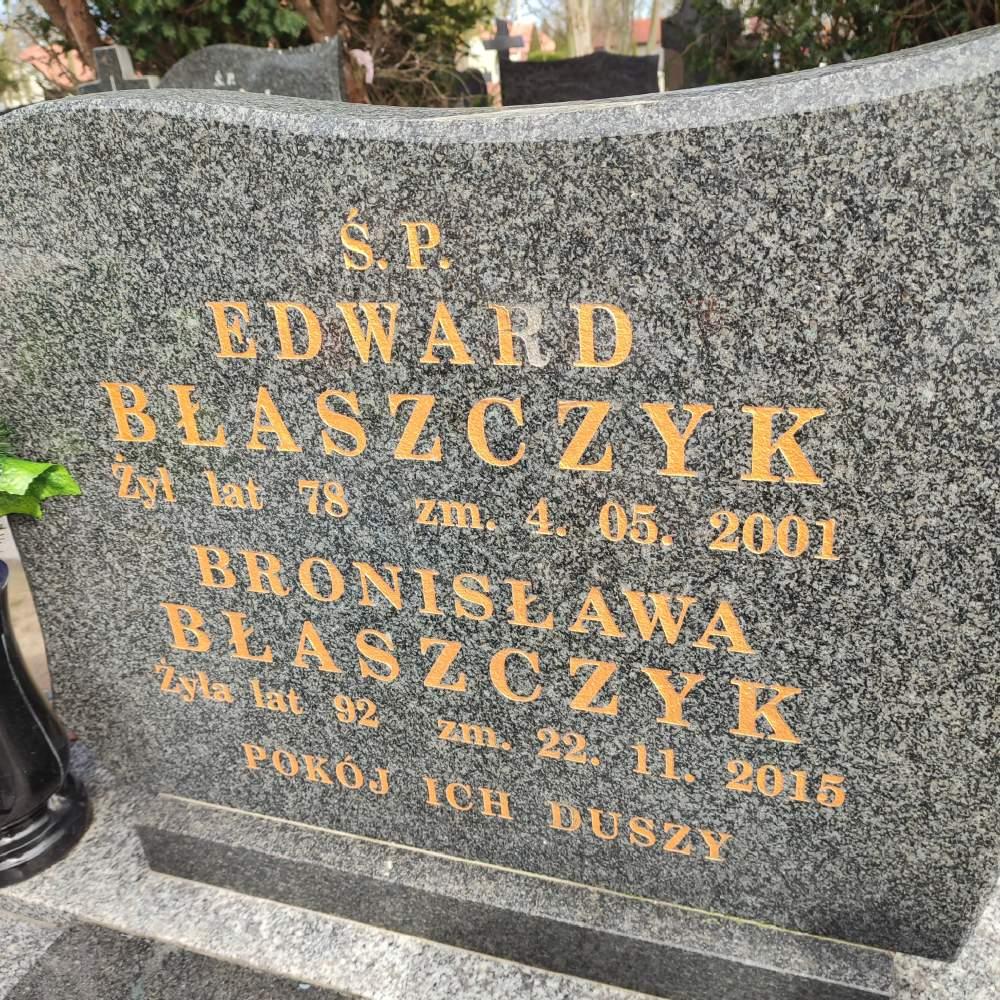 Ś. P.
EDWARD
BŁASZCZYK
Żył lat 78 zm. 4. 05. 2001
BRONISŁAWA
BŁASZCZYK
Żyła lat 92 zm. 22. 11. 2015
POKÓJ ICH DUSZY